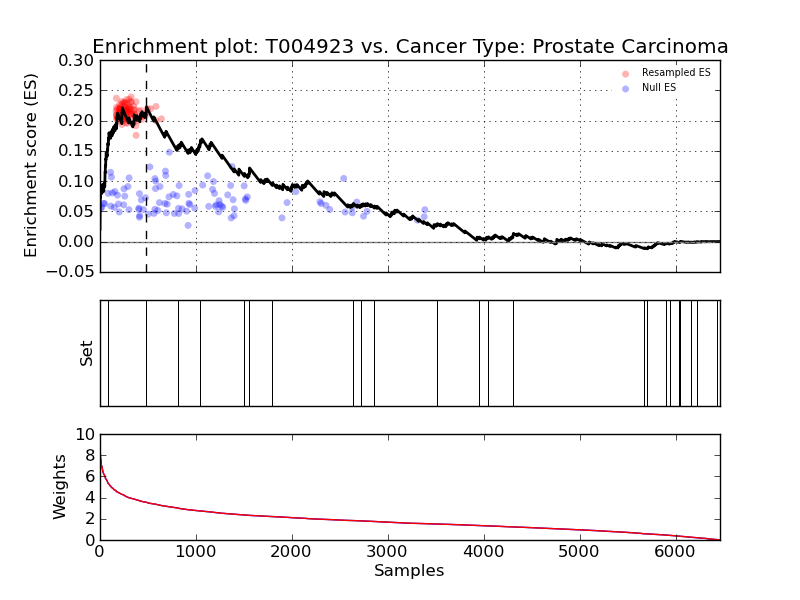 Enrichment plot: T004923 vs. Cancer Type: Prostate Carcinoma
0.30
0.25
0.20
0.15
0.10
0.05
0.00
−0.05
Enrichment score (ES)
Resampled ES
Null ES
Set
10
8
6
4
2
0
Weights
0 1000 2000 3000 4000 5000 6000
Samples